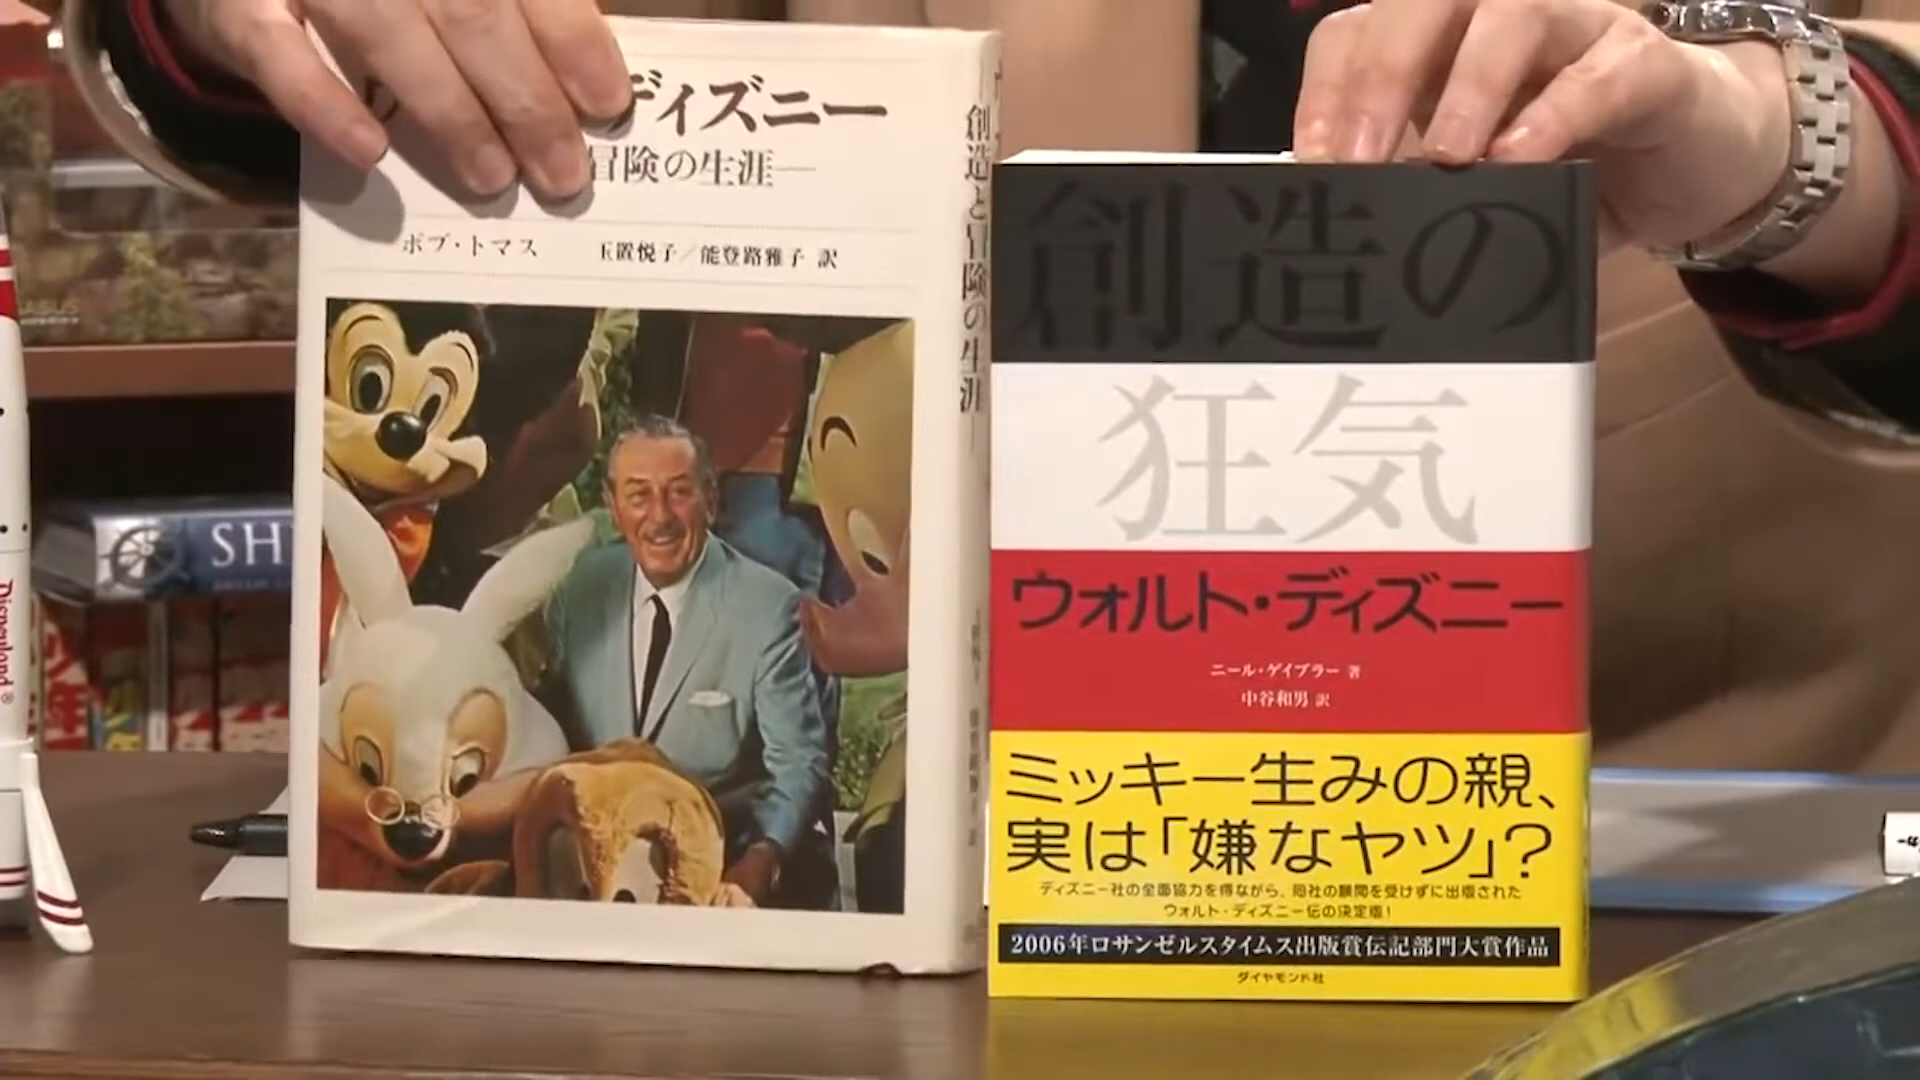 ディズニー
冒険の生涯―
ボブ・トマス 玉置悦子/能登路雅子 訳
創造と冒険の生涯―
創造の
狂気
ウォルト・ディズニー
ニール・ゲイブラー 著
中谷和男 訳
ミッキー生みの親、
実は「嫌なヤツ」?
ディズニー社の全面協力を得ながら、同社の検閲を受けずに出版された
ウォルト・ディズニー伝の決定版!
2006年ロサンゼルスタイムス出版賞伝記部門大賞作品
ダイヤモンド社
SH
Disneyland®